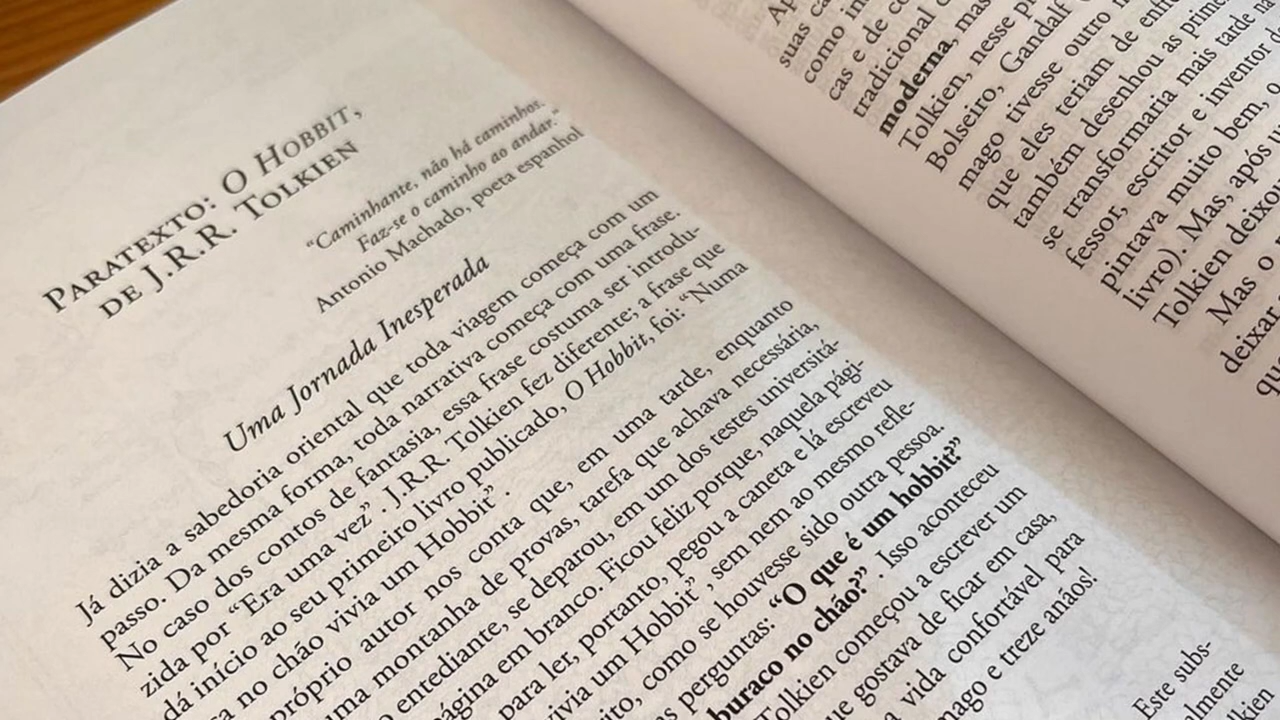 PARATEXTO: O HOBBIT,
DE J.R.R. TOLKIEN
"Caminhante, não há caminhos.
Faz-se o caminho ao andar."
Antonio Machado, poeta espanhol
Uma Jornada Inesperada
Já dizia a sabedoria oriental que toda viagem começa com um
passo. Da mesma forma, toda narrativa começa com uma frase.
No caso dos contos de fantasia, essa frase costuma ser introdu-
zida por "Era uma vez". J.R.R. Tolkien fez diferente; a frase que
dá início ao seu primeiro livro publicado, O Hobbit, foi: "Numa
no chão vivia um Hobbit".
próprio autor nos conta que, em uma tarde, enquanto
uma montanha de provas, tarefa que achava necessária,
entediante, se deparou, em um dos testes universitá-
página em branco. Ficou feliz porque, naquela pági-
para ler, portanto, pegou a caneta e lá escreveu
vivia um Hobbit", sem nem ao mesmo refle-
como se houvesse sido outra pessoa.
perguntas: "O que é um hobbit?"
buraco no chão?". Isso aconteceu
Tolkien começou a escrever um
que gostava de ficar em casa,
vida confortável para
mago e treze anãos!
Este subs-
suas
como
cas e de
tradicional
moderna, mas
Tolkien, nesse
Bolseiro, Gandalf
mago tivesse outro
que eles teriam de
também desenhou as
se transformaria mais tarde na
fessor, escritor e inventor de
pintava muito bem, o
livro). Mas, após
Tolkien deixou
Mas o
deixar